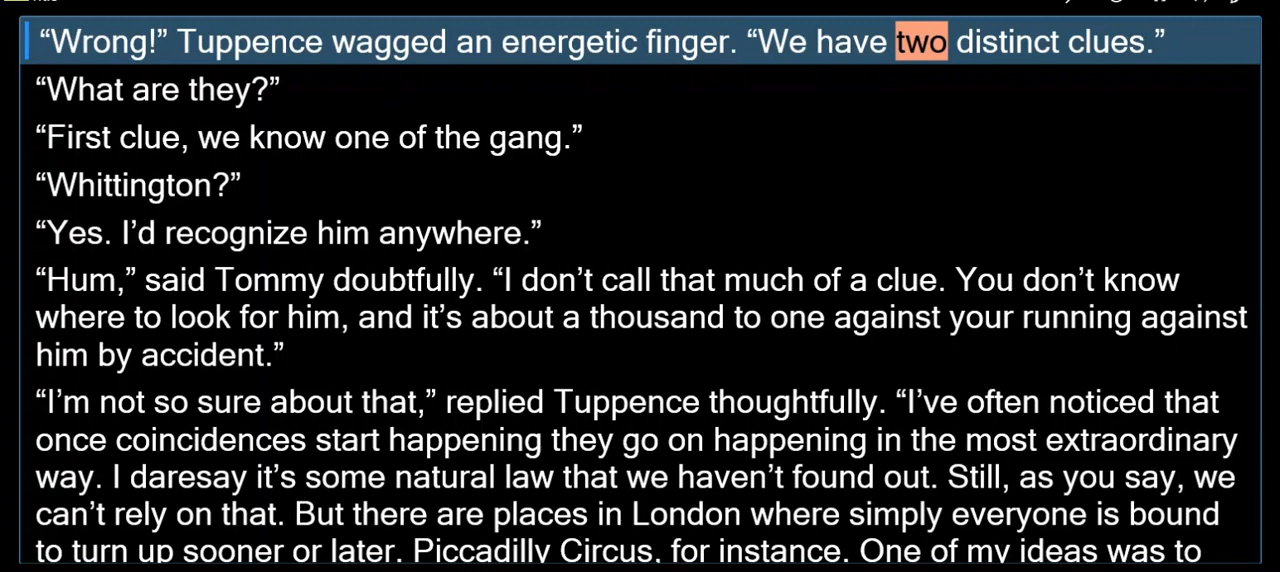 “Wrong!” Tuppence wagged an energetic finger. “We have two distinct clues.”
“What are they?”
“First clue, we know one of the gang.”
“Whittington?”
“Yes. I’d recognize him anywhere.”
“Hum,” said Tommy doubtfully. “I don’t call that much of a clue. You don’t know
where to look for him, and it’s about a thousand to one against your running against
him by accident.”
“I’m not so sure about that,” replied Tuppence thoughtfully. “I’ve often noticed that
once coincidences start happening they go on happening in the most extraordinary
way. I daresay it’s some natural law that we haven’t found out. Still, as you say, we
can’t rely on that. But there are places in London where simply everyone is bound
to turn up sooner or later. Piccadilly Circus, for instance. One of my ideas was to